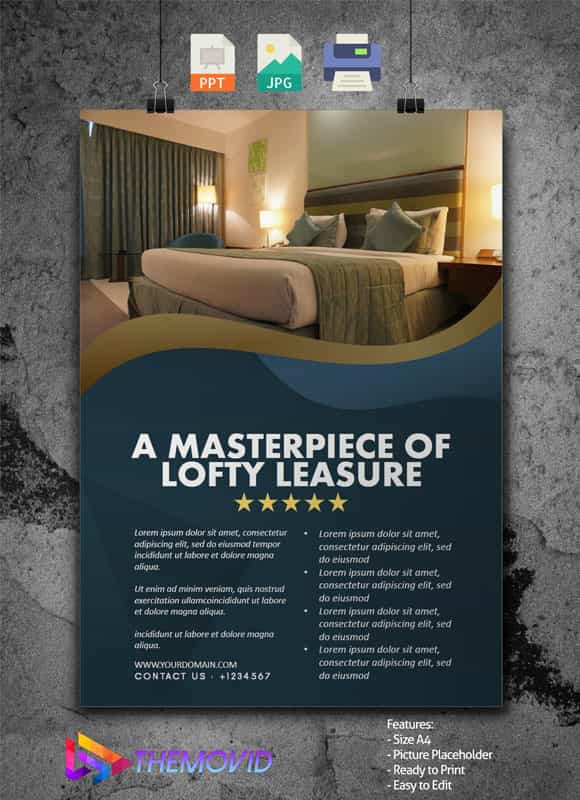 PPT
JPG
A MASTERPIECE OF
LOFTY LEASURE
Lorem ipsum dolor sit amet, consectetur
adipiscing elit, sed do eiusmod tempor
incididunt ut labore et dolore magna
aliqua.
Ut enim ad minim veniam, quis nostrud
exercitation ullamcoincididunt ut labore
et dolore magna aliqua.
incididunt ut labore et dolore magna
aliqua.
WWW.YOURDOMAIN.COM
CONTACT US : +1234567
• Lorem ipsum dolor sit amet,
consectetur adipiscing elit, sed
do eiusmod
• Lorem ipsum dolor sit amet,
consectetur adipiscing elit, sed
do eiusmod
• Lorem ipsum dolor sit amet,
consectetur adipiscing elit, sed
do eiusmod
• Lorem ipsum dolor sit amet,
consectetur adipiscing elit, sed
do eiusmod
THEMOVID
Features:
- Size A4
- Picture Placeholder
- Ready to Print
- Easy to Edit